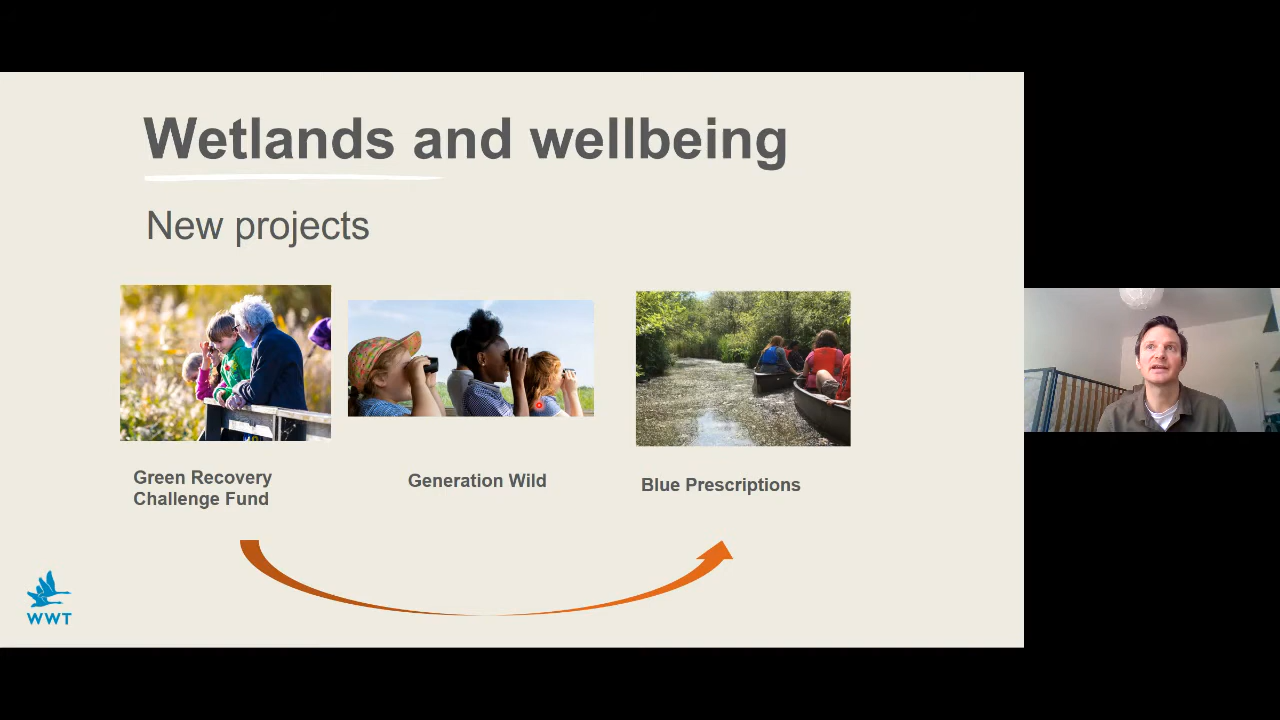 Wetlands and wellbeing
New projects
Green Recovery
Challenge Fund
Generation Wild
Blue Prescriptions
WWT